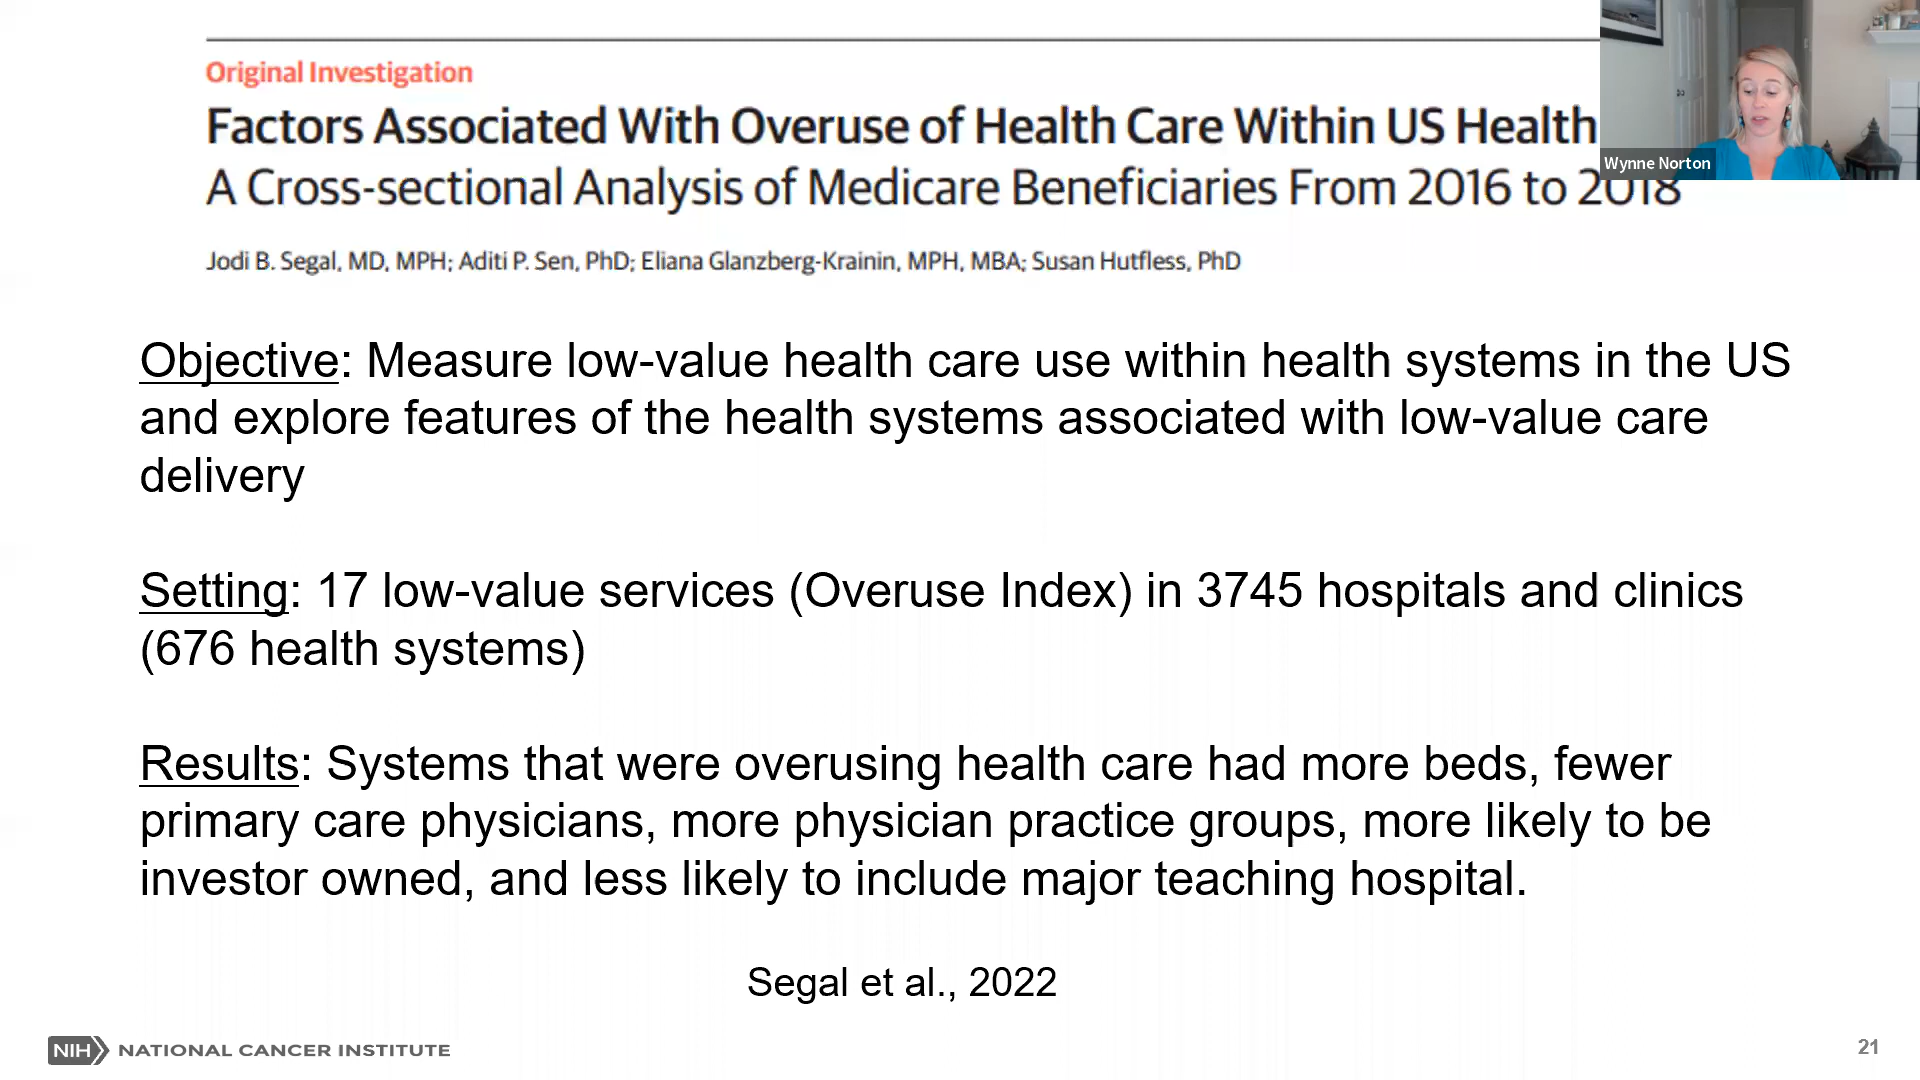 Original Investigation
Factors Associated With Overuse of Health Care Within US Health
A Cross-sectional Analysis of Medicare Beneficiaries From 2016 to 2018
Wynne Norton
Jodi B. Segal, MD, MPH; Aditi P. Sen, PhD; Eliana Glanzberg-Krainin, MPH, MBA; Susan Hutfless, PhD
Objective: Measure low-value health care use within health systems in the US
and explore features of the health systems associated with low-value care
delivery
Setting: 17 low-value services (Overuse Index) in 3745 hospitals and clinics
(676 health systems)
Results: Systems that were overusing health care had more beds, fewer
primary care physicians, more physician practice groups, more likely to be
investor owned, and less likely to include major teaching hospital.
Segal et al., 2022
NIH NATIONAL CANCER INSTITUTE
21